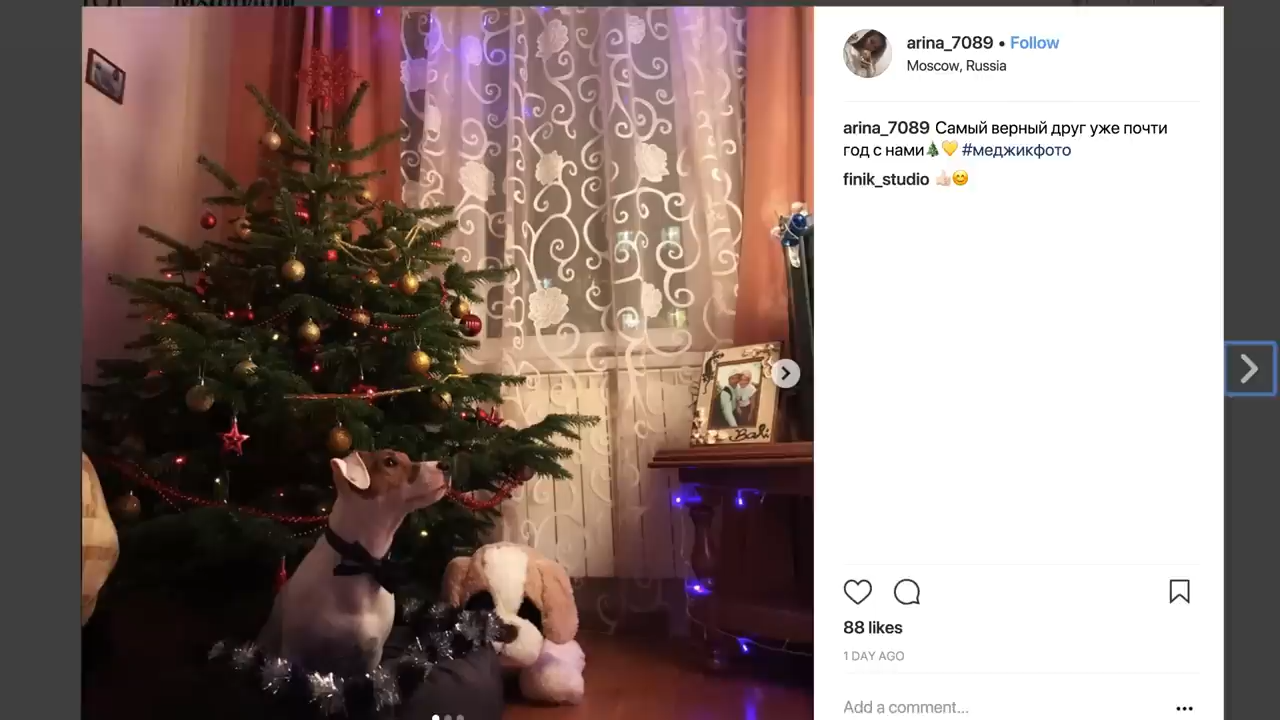 arina_7089 • Follow
Moscow, Russia
arina_7089 Самый верный друг уже почти
год с нами🎄💛 #меджикфото
finik_studio 👍🏻😊
Bali
88 likes
1 DAY AGO
Add a comment...